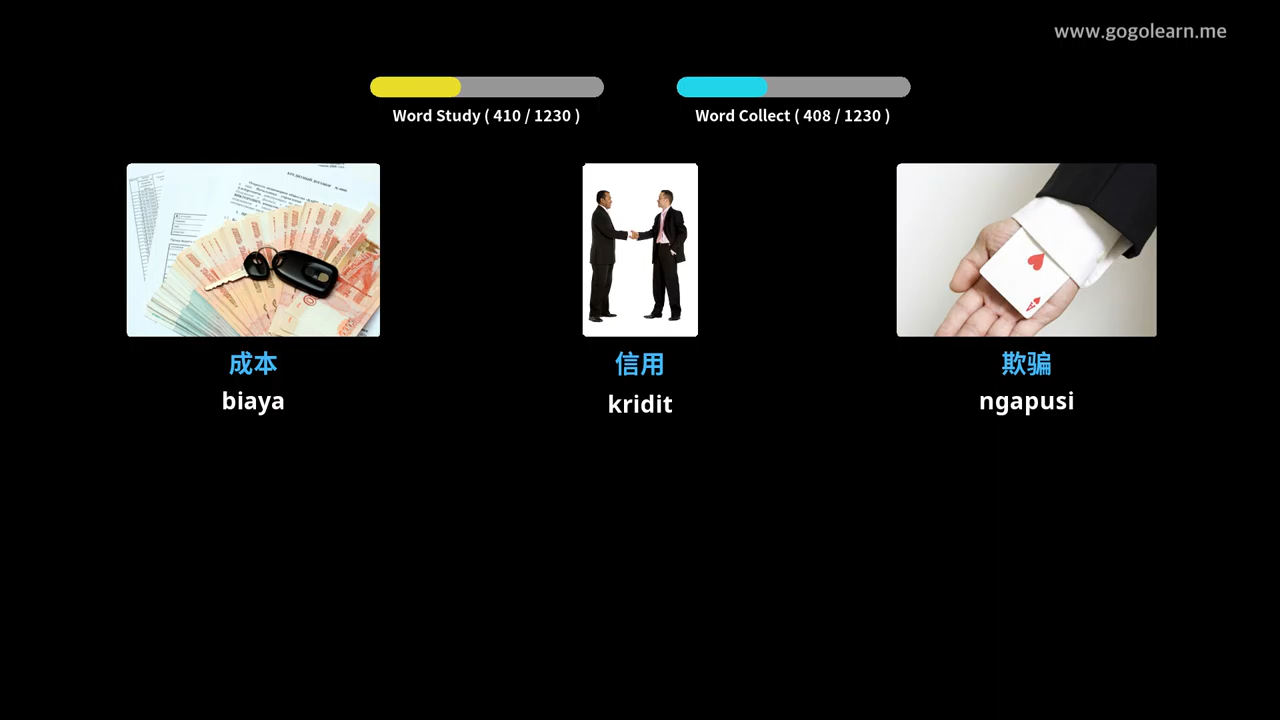 www.gogolearn.me
Word Study ( 410 / 1230 )
Word Collect ( 408 / 1230 )
成本
信用
欺骗
biaya
kridit
ngapusi